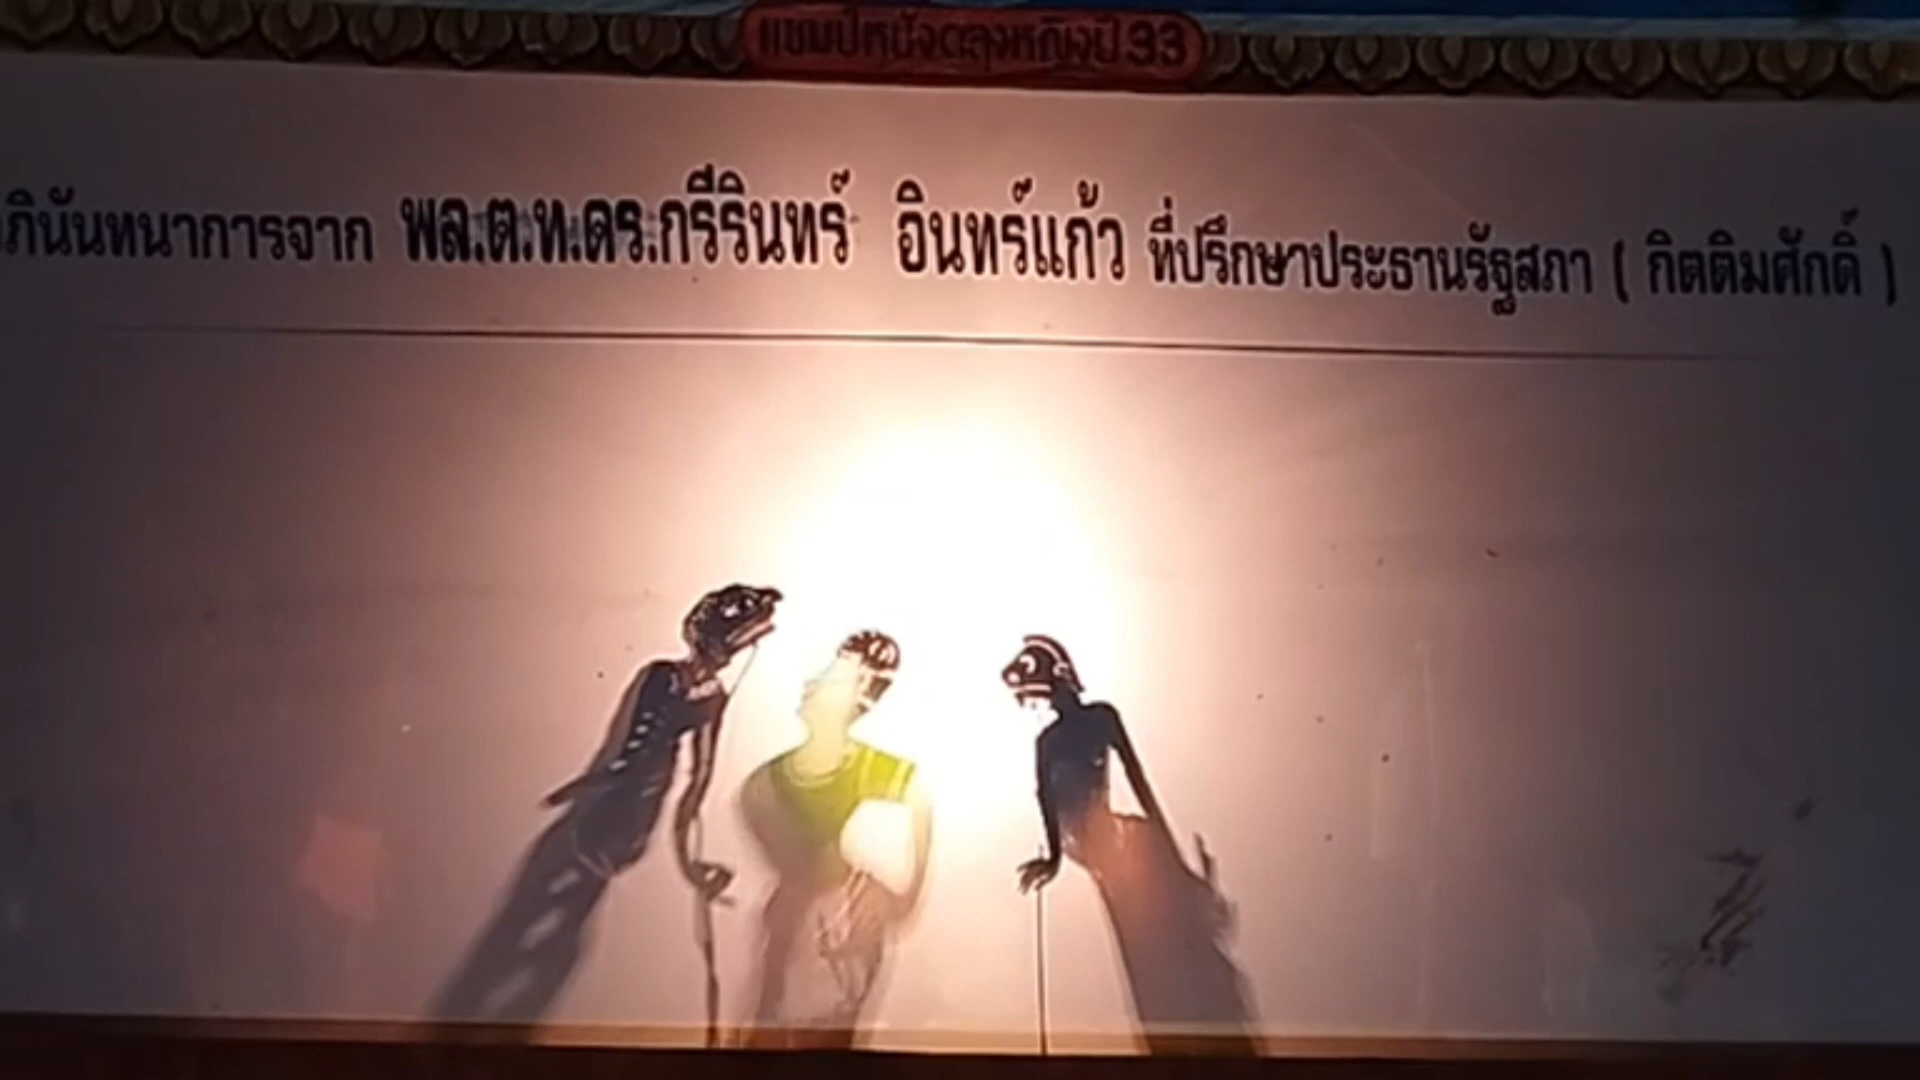 แชมป์หนังตะลุงหญิงปี 33
ภินันทนาการจาก พล.ต.ท.ดร.กรีรินทร์ อินทร์แก้ว ที่ปรึกษาประธานรัฐสภา ( กิตติมศักดิ์ )